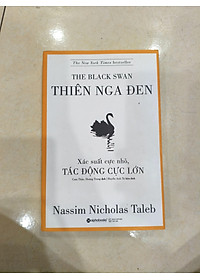 The New York Times bestseller
THE BLACK SWAN
THIÊN NGA ĐEN
Xác suất cực nhỏ,
TÁC ĐỘNG CỰC LỚN
Nassim Nicholas Taleb
alphabooks